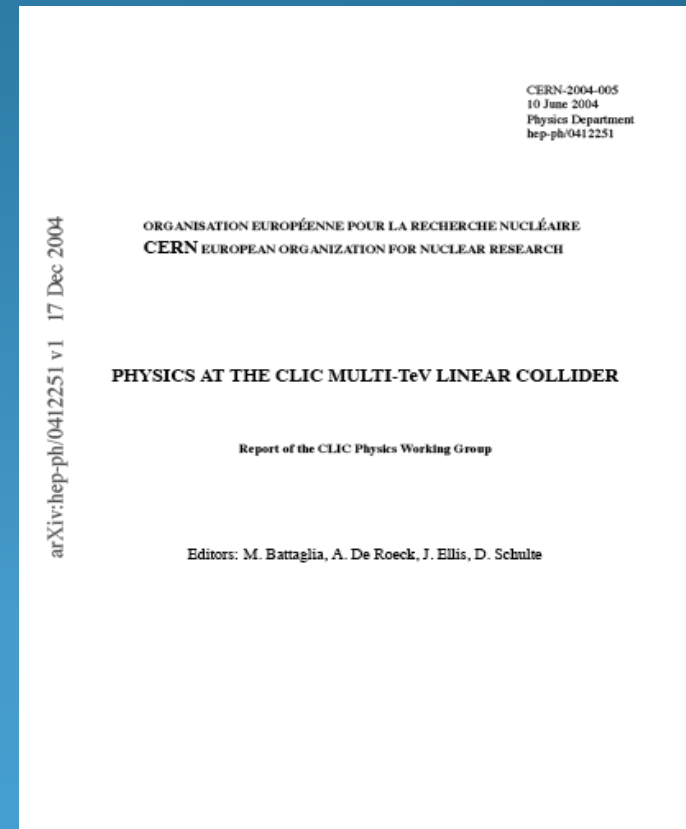 CERN-2004-005
10 June 2004
Physics Department
hep-ph/0412251
ORGANISATION EUROPÉENNE POUR LA RECHERCHE NUCLÉAIRE
CERN EUROPEAN ORGANIZATION FOR NUCLEAR RESEARCH
arXiv:hep-ph/0412251 v1 17 Dec 2004
PHYSICS AT THE CLIC MULTI-TeV LINEAR COLLIDER
Report of the CLIC Physics Working Group
Editors: M. Battaglia, A. De Roeck, J. Ellis, D. Schulte